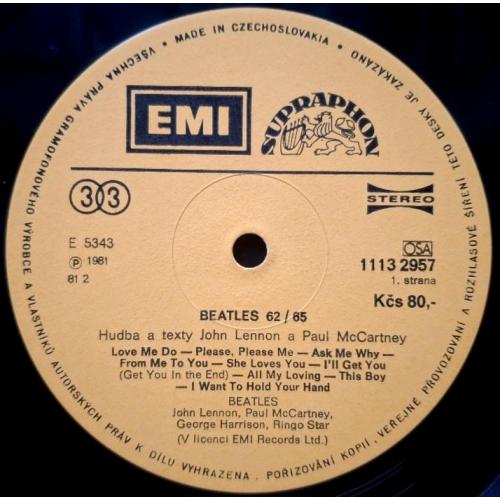 VŠECHNA PRÁVA GRAMOFONOVÉHO VÝROBCE A VLASTNÍKŮ AUTORSKÝCH PRÁV K DÍLU VYHRAZENA. POŘIZOVÁNÍ KOPIÍ, VEŘEJNÉ PROVOZOVÁNÍ A ROZHLASOVÉ ŠÍŘENÍ TÉTO DESKY JE ZAKÁZÁNO
• MADE IN CZECHOSLOVAKIA •
EMI
SUPRAPHON
33
STEREO
E 5343
Ⓟ 1981
81 2
OSA
1113 2957
1. strana
Kčs 80,-
BEATLES 62/65
Hudba a texty John Lennon a Paul McCartney
Love Me Do — Please, Please Me — Ask Me Why —
From Me To You — She Loves You — I'll Get You
(Get You In the End) — All My Loving — This Boy
— I Want To Hold Your Hand
BEATLES
John Lennon, Paul McCartney,
George Harrison, Ringo Star
(V licenci EMI Records Ltd.)